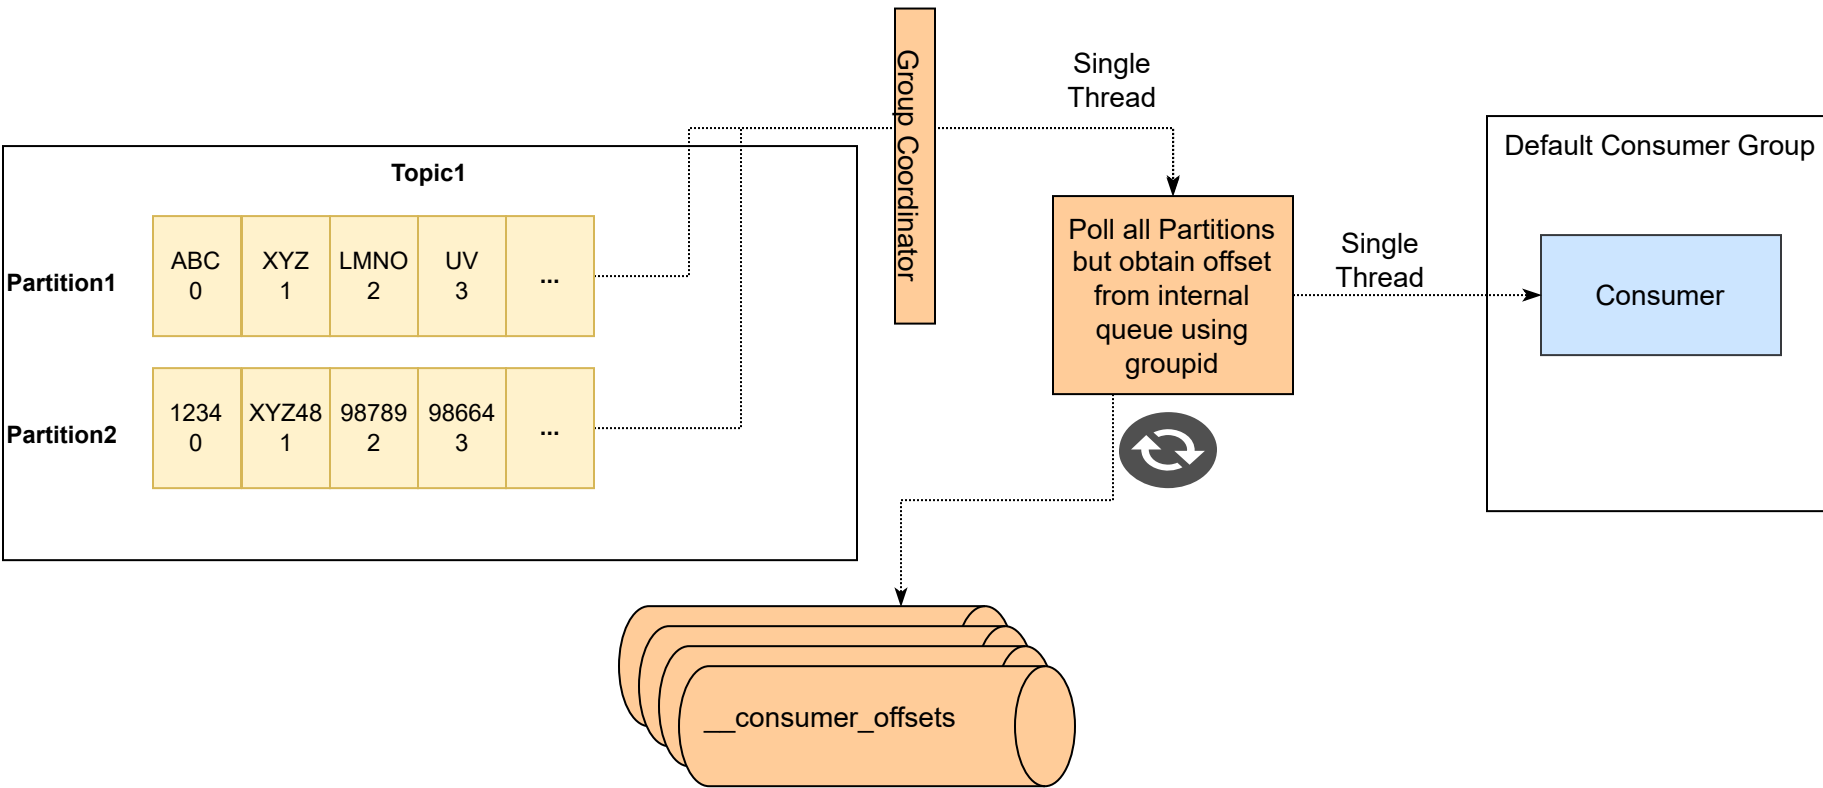 Topic1
Partition1
ABC
0
XYZ
1
LMNO
2
UV
3
...
Partition2
1234
0
XYZ48
1
98789
2
98664
3
...
Group Coordinator
Single
Thread
Poll all Partitions
but obtain offset
from internal
queue using
groupid
Single
Thread
Default Consumer Group
Consumer
__consumer_offsets